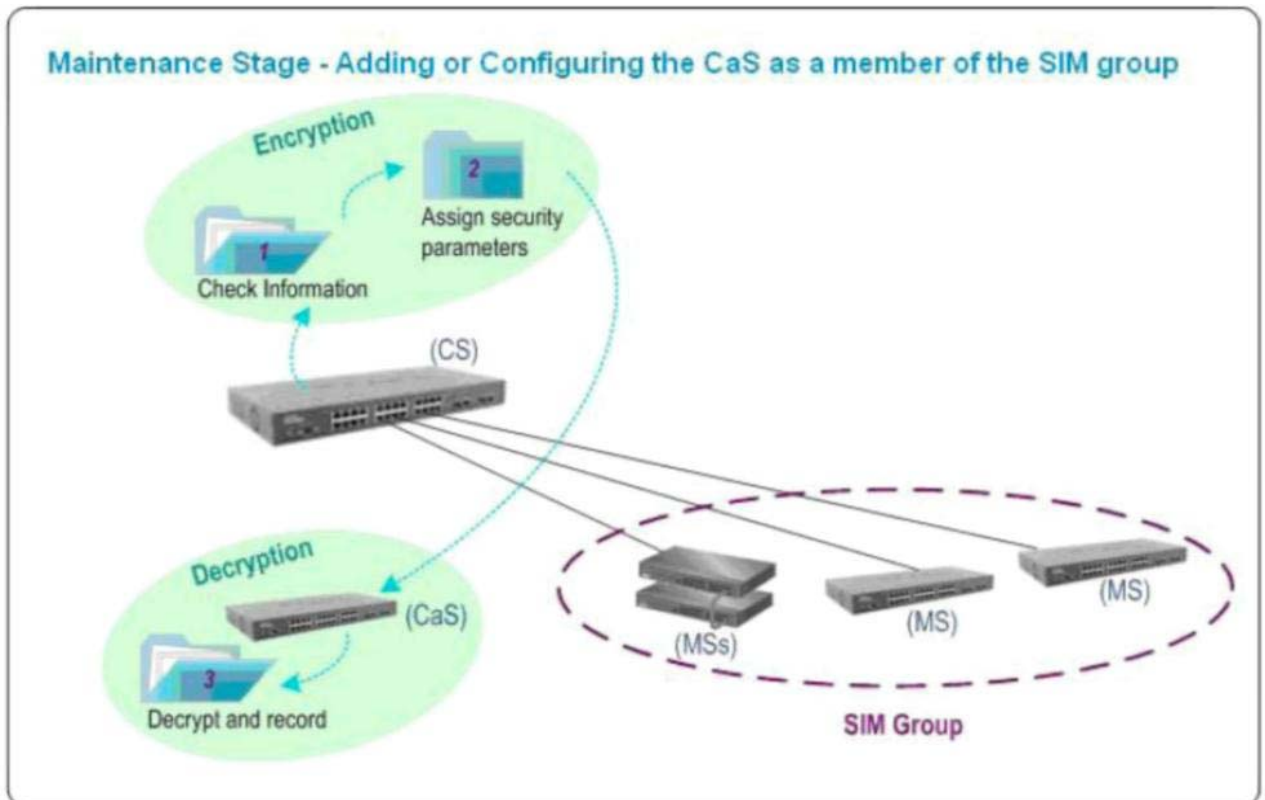 Maintenance Stage - Adding or Configuring the CaS as a member of the SIM group
Encryption
2
Assign security
parameters
1
Check Information
(CS)
Decryption
(CaS)
3
Decrypt and record
(MSs)
(MS)
(MS)
SIM Group